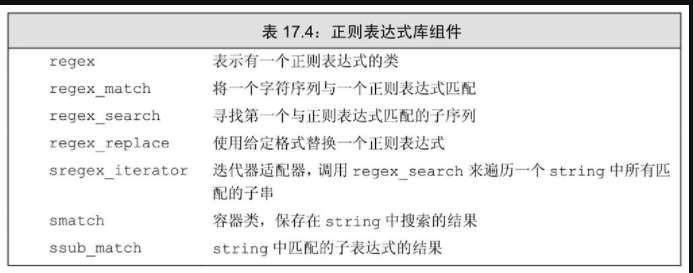 表 17.4：正则表达式库组件
regex 表示有一个正则表达式的类
regex_match 将一个字符序列与一个正则表达式匹配
regex_search 寻找第一个与正则表达式匹配的子序列
regex_replace 使用给定格式替换一个正则表达式
sregex_iterator 迭代器适配器，调用 regex_search 来遍历一个 string 中所有匹
配的子串
smatch 容器类，保存在 string 中搜索的结果
ssub_match string 中匹配的子表达式的结果